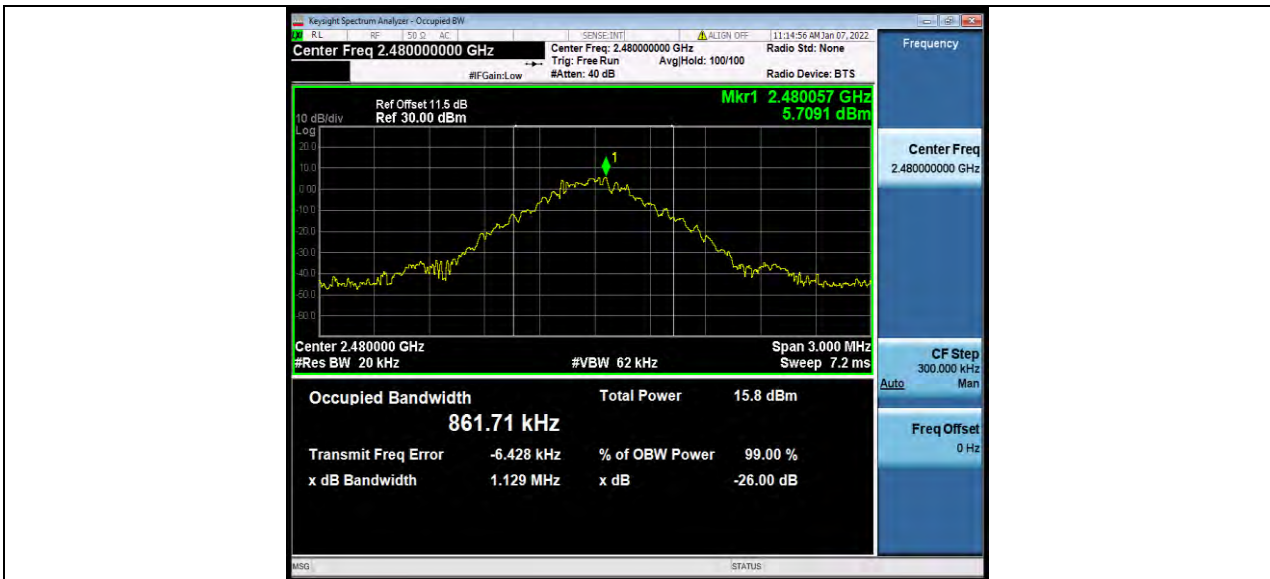 Keysight Spectrum Analyzer - Occupied BW
RL RF 50 Ω AC SENSE:INT ALIGN OFF 11:14:56 AM Jan 07, 2022
Center Freq 2.480000000 GHz
Center Freq: 2.480000000 GHz
Radio Std: None
Trig: Free Run Avg|Hold: 100/100
#IFGain:Low
#Atten: 40 dB
Radio Device: BTS
Frequency
Mkr1 2.480057 GHz
5.7091 dBm
Ref Offset 11.5 dB
10 dB/div Ref 30.00 dBm
Log
20.0
10.0
0.00
-10.0
-20.0
-30.0
-40.0
-50.0
-60.0
1
Center 2.480000 GHz
Span 3.000 MHz
#Res BW 20 kHz
#VBW 62 kHz
Sweep 7.2 ms
Center Freq
2.480000000 GHz
CF Step
300.000 kHz
Auto Man
Freq Offset
0 Hz
Occupied Bandwidth
861.71 kHz
Total Power 15.8 dBm
Transmit Freq Error -6.428 kHz
% of OBW Power 99.00 %
x dB Bandwidth 1.129 MHz
x dB -26.00 dB
MSG
STATUS